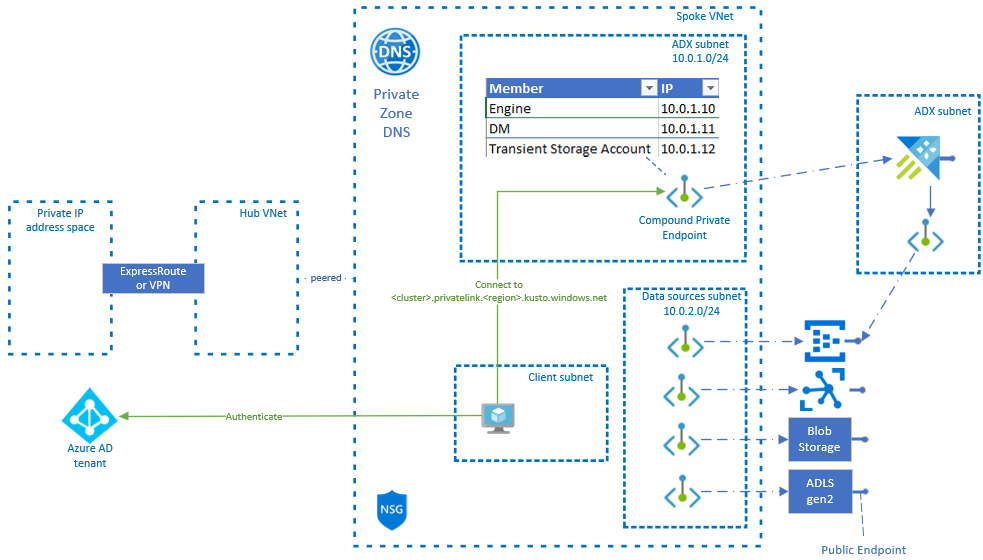 Spoke VNet
DNS
Private
Zone
DNS
ADX subnet
10.0.1.0/24
Member IP
Engine 10.0.1.10
DM 10.0.1.11
Transient Storage Account 10.0.1.12
Compound Private
Endpoint
ADX subnet
Private IP
address space
Hub VNet
ExpressRoute
or VPN
peered
Connect to
<cluster>.privatelink.<region>.kusto.windows.net
Data sources subnet
10.0.2.0/24
Client subnet
Authenticate
Azure AD
tenant
Blob
Storage
ADLS
gen2
NSG
Public Endpoint